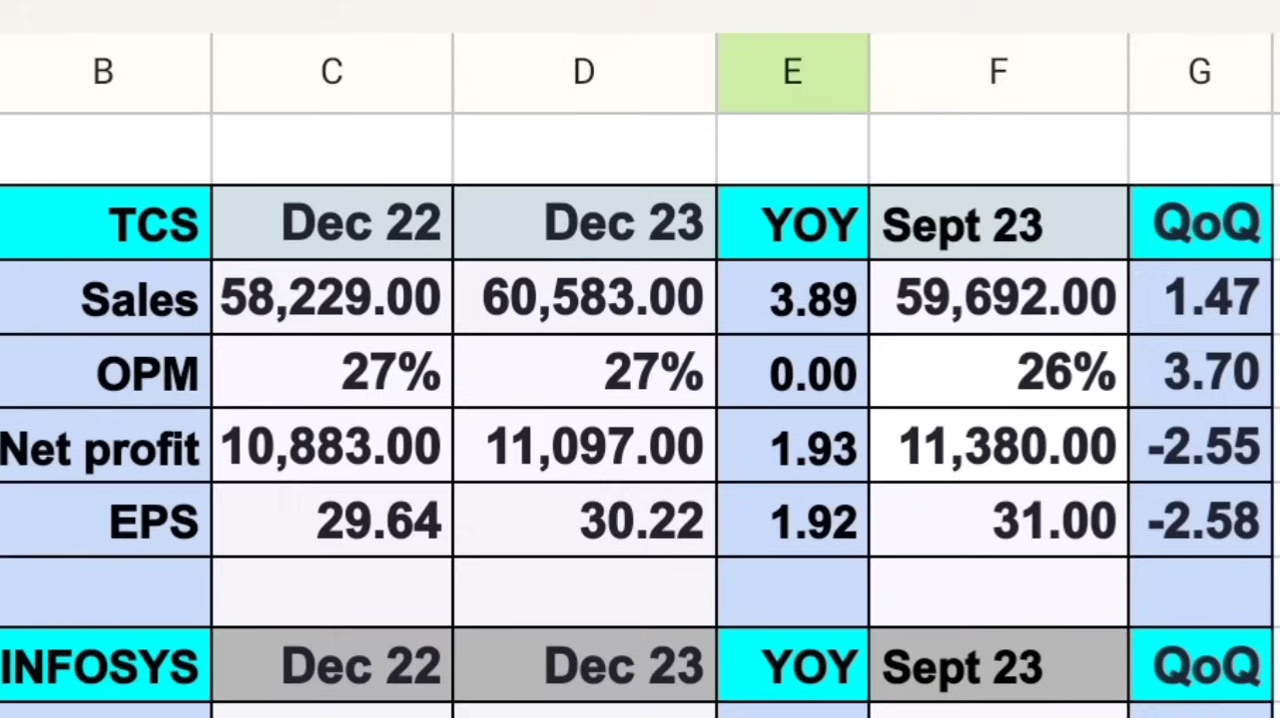 B C D E F G
TCS Dec 22 Dec 23 YOY Sept 23 QoQ
Sales 58,229.00 60,583.00 3.89 59,692.00 1.47
OPM 27% 27% 0.00 26% 3.70
Net profit 10,883.00 11,097.00 1.93 11,380.00 -2.55
EPS 29.64 30.22 1.92 31.00 -2.58
INFOSYS Dec 22 Dec 23 YOY Sept 23 QoQ